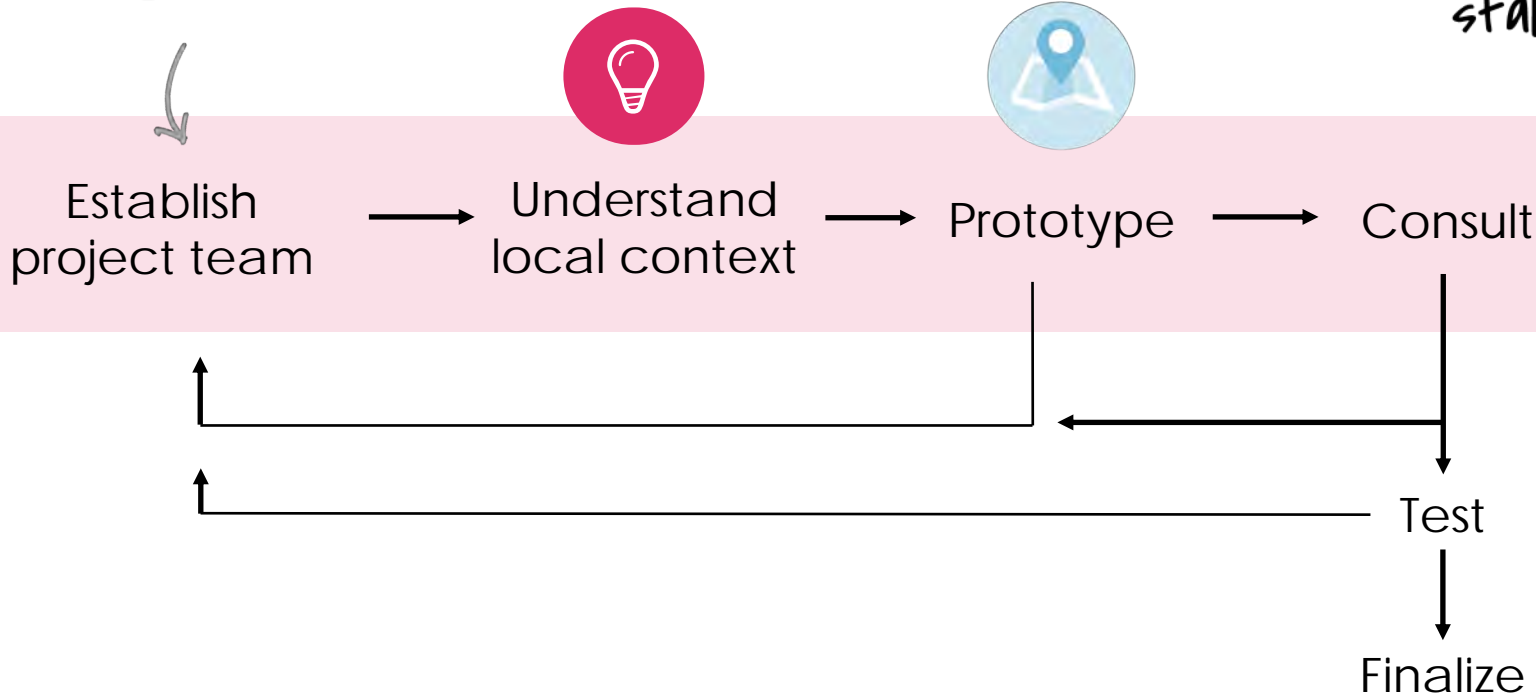 Establish
project team
Understand
local context
Prototype
Consult
Test
Finalize